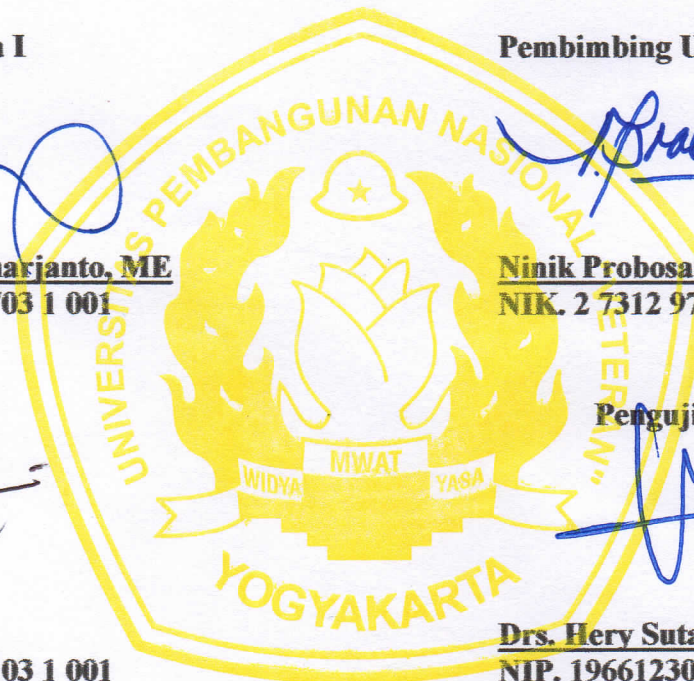 I
Pembimbing U
UNIVERSITAS PEMBANGUNAN NASIONAL "VETERAN"
narjanto, ME
03 1 001
Ninik Probosa
NIK. 2 7312 97
Penguji
WIDYA MWAT YASA
YOGYAKARTA
03 1 001
Drs. Hery Suta
NIP. 19661230